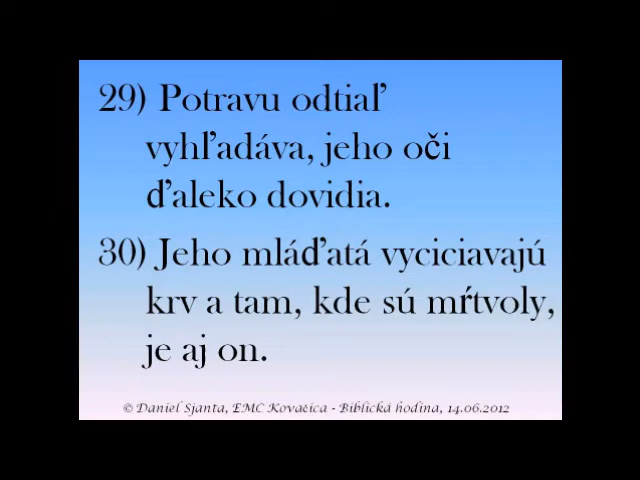 29) Potravu odtiaľ
vyhľadáva, jeho oči
ďaleko dovidia.
30) Jeho mláďatá vyciciavajú
krv a tam, kde sú mŕtvoly,
je aj on.
© Daniel Sjanta, EMC Kovačica - Biblická hodina, 14.06.2012